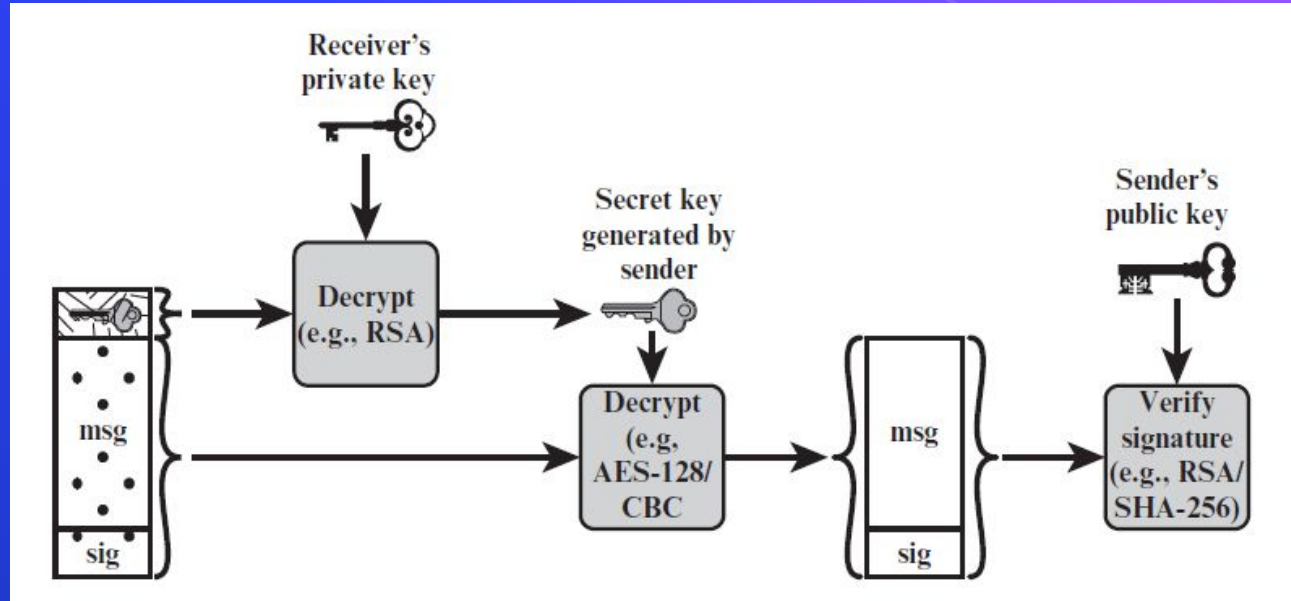 Receiver's
private key
Sender's
public key
Secret key
generated by
sender
Decrypt
(e.g., RSA)
msg
sig
Decrypt
(e.g,
AES-128/
CBC
msg
sig
Verify
signature
(e.g., RSA/
SHA-256)